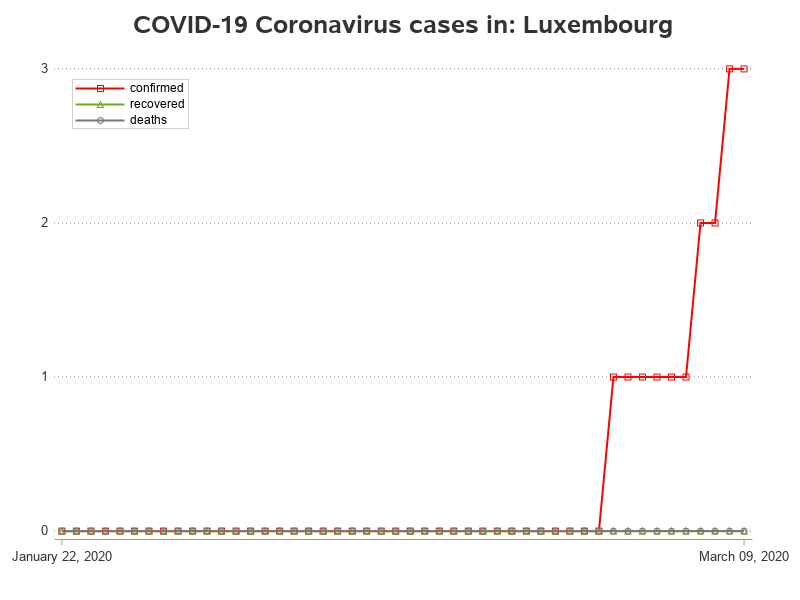 COVID-19 Coronavirus cases in: Luxembourg
3
confirmed
recovered
deaths
2
1
0
January 22, 2020
March 09, 2020